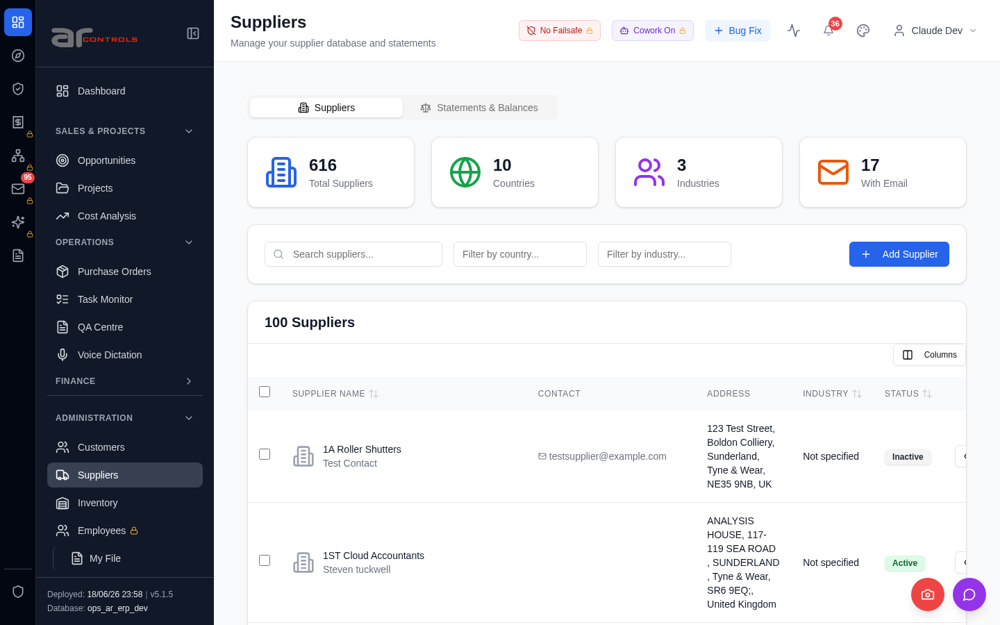 ar CONTROLS
95
Dashboard
SALES & PROJECTS
Opportunities
Projects
Cost Analysis
OPERATIONS
Purchase Orders
Task Monitor
QA Centre
Voice Dictation
FINANCE
ADMINISTRATION
Customers
Suppliers
Inventory
Employees
My File
Deployed: 18/06/26 23:58 | v5.1.5
Database: ops_ar_erp_dev
Suppliers
Manage your supplier database and statements
No Failsafe
Cowork On
Bug Fix
36
Claude Dev
Suppliers
Statements & Balances
616
Total Suppliers
10
Countries
3
Industries
17
With Email
Search suppliers...
Filter by country...
Filter by industry...
Add Supplier
100 Suppliers
Columns
SUPPLIER NAME
CONTACT
ADDRESS
INDUSTRY
STATUS
1A Roller Shutters
Test Contact
testsupplier@example.com
123 Test Street,
Boldon Colliery,
Sunderland,
Tyne & Wear,
NE35 9NB, UK
Not specified
Inactive
1ST Cloud Accountants
Steven tuckwell
ANALYSIS
HOUSE, 117-
119 SEA ROAD
, SUNDERLAND
, Tyne & Wear,
SR6 9EQ;,
United Kingdom
Not specified
Active